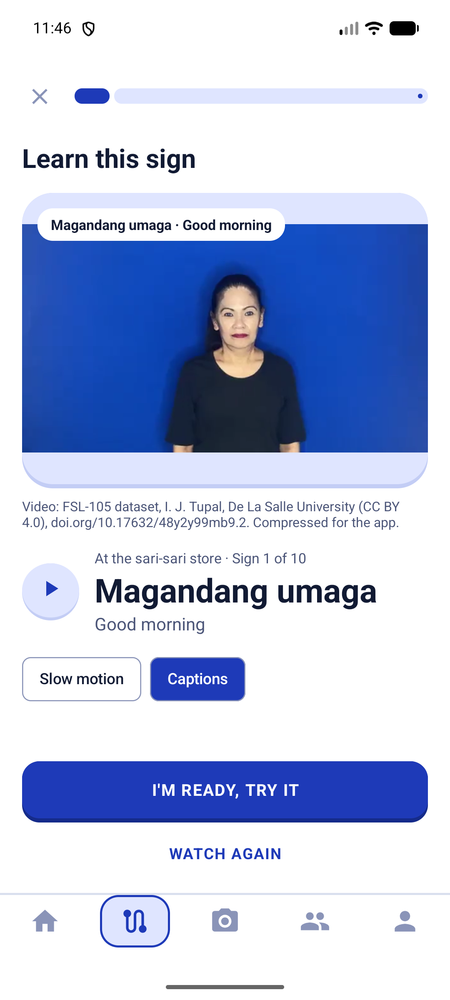 11:46
Learn this sign
Magandang umaga · Good morning
Video: FSL-105 dataset, I. J. Tupal, De La Salle University (CC BY
4.0), doi.org/10.17632/48y2y99mb9.2. Compressed for the app.
At the sari-sari store · Sign 1 of 10
Magandang umaga
Good morning
Slow motion
Captions
I'M READY, TRY IT
WATCH AGAIN